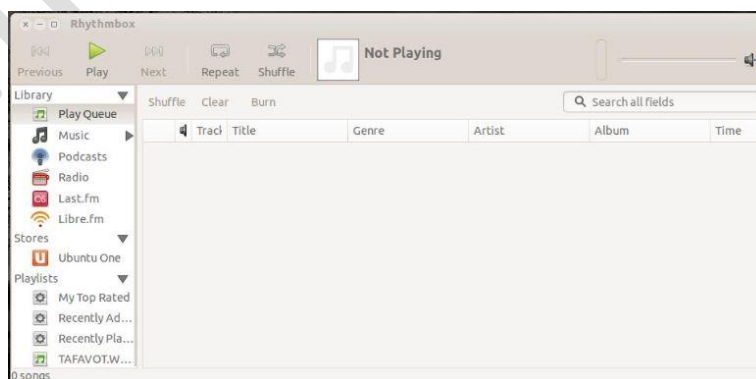 Rhythmbox
Previous Play Next Repeat Shuffle
Not Playing
Library
Play Queue
Music
Podcasts
Radio
Last.fm
Libre.fm
Stores
Ubuntu One
Playlists
My Top Rated
Recently Ad...
Recently Pla...
TAFAVOT.W...
0 songs
Shuffle Clear Burn
Search all fields
Track Title Genre Artist Album Time